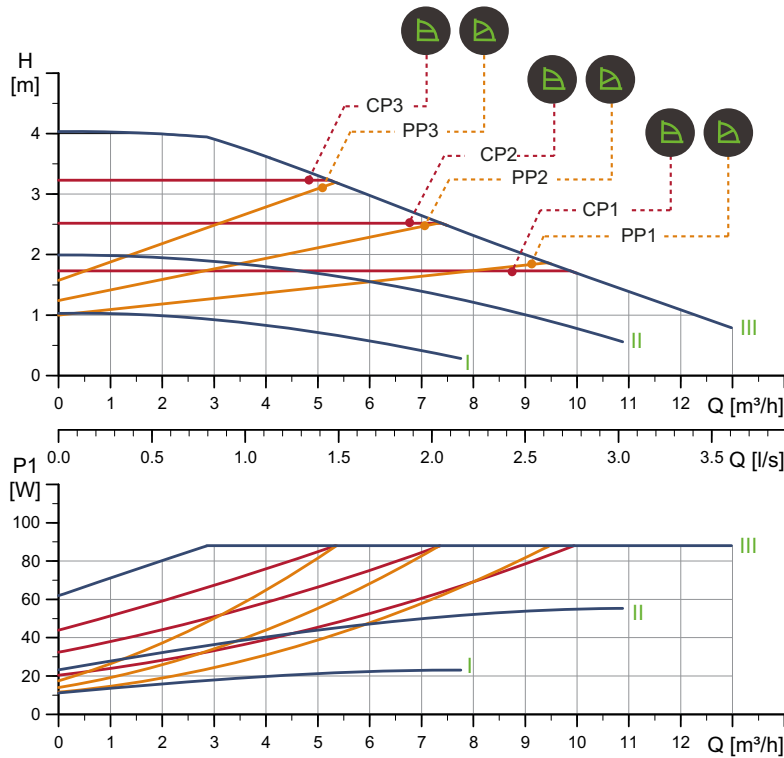 H
[m]
CP3
PP3
CP2
PP2
CP1
PP1
4
3
2
1
0
III
II
I
0 1 2 3 4 5 6 7 8 9 10 11 12 Q [m³/h]
0.0 0.5 1.0 1.5 2.0 2.5 3.0 3.5 Q [l/s]
P1
[W]
100
80
60
40
20
0
III
II
I
0 1 2 3 4 5 6 7 8 9 10 11 12 Q [m³/h]